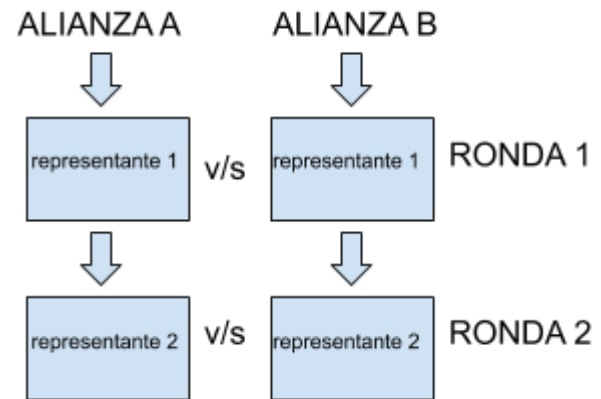 ALIANZA A
ALIANZA B
representante 1
v/s
representante 1
RONDA 1
representante 2
v/s
representante 2
RONDA 2